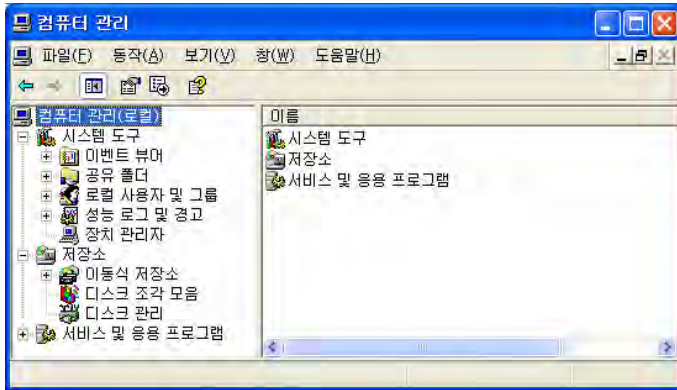 컴퓨터 관리
파일(F) 동작(A) 보기(V) 창(W) 도움말(H)
컴퓨터 관리(로컬)
시스템 도구
이벤트 뷰어
공유 폴더
로컬 사용자 및 그룹
성능 로그 및 경고
장치 관리자
저장소
이동식 저장소
디스크 조각 모음
디스크 관리
서비스 및 응용 프로그램
이름
시스템 도구
저장소
서비스 및 응용 프로그램